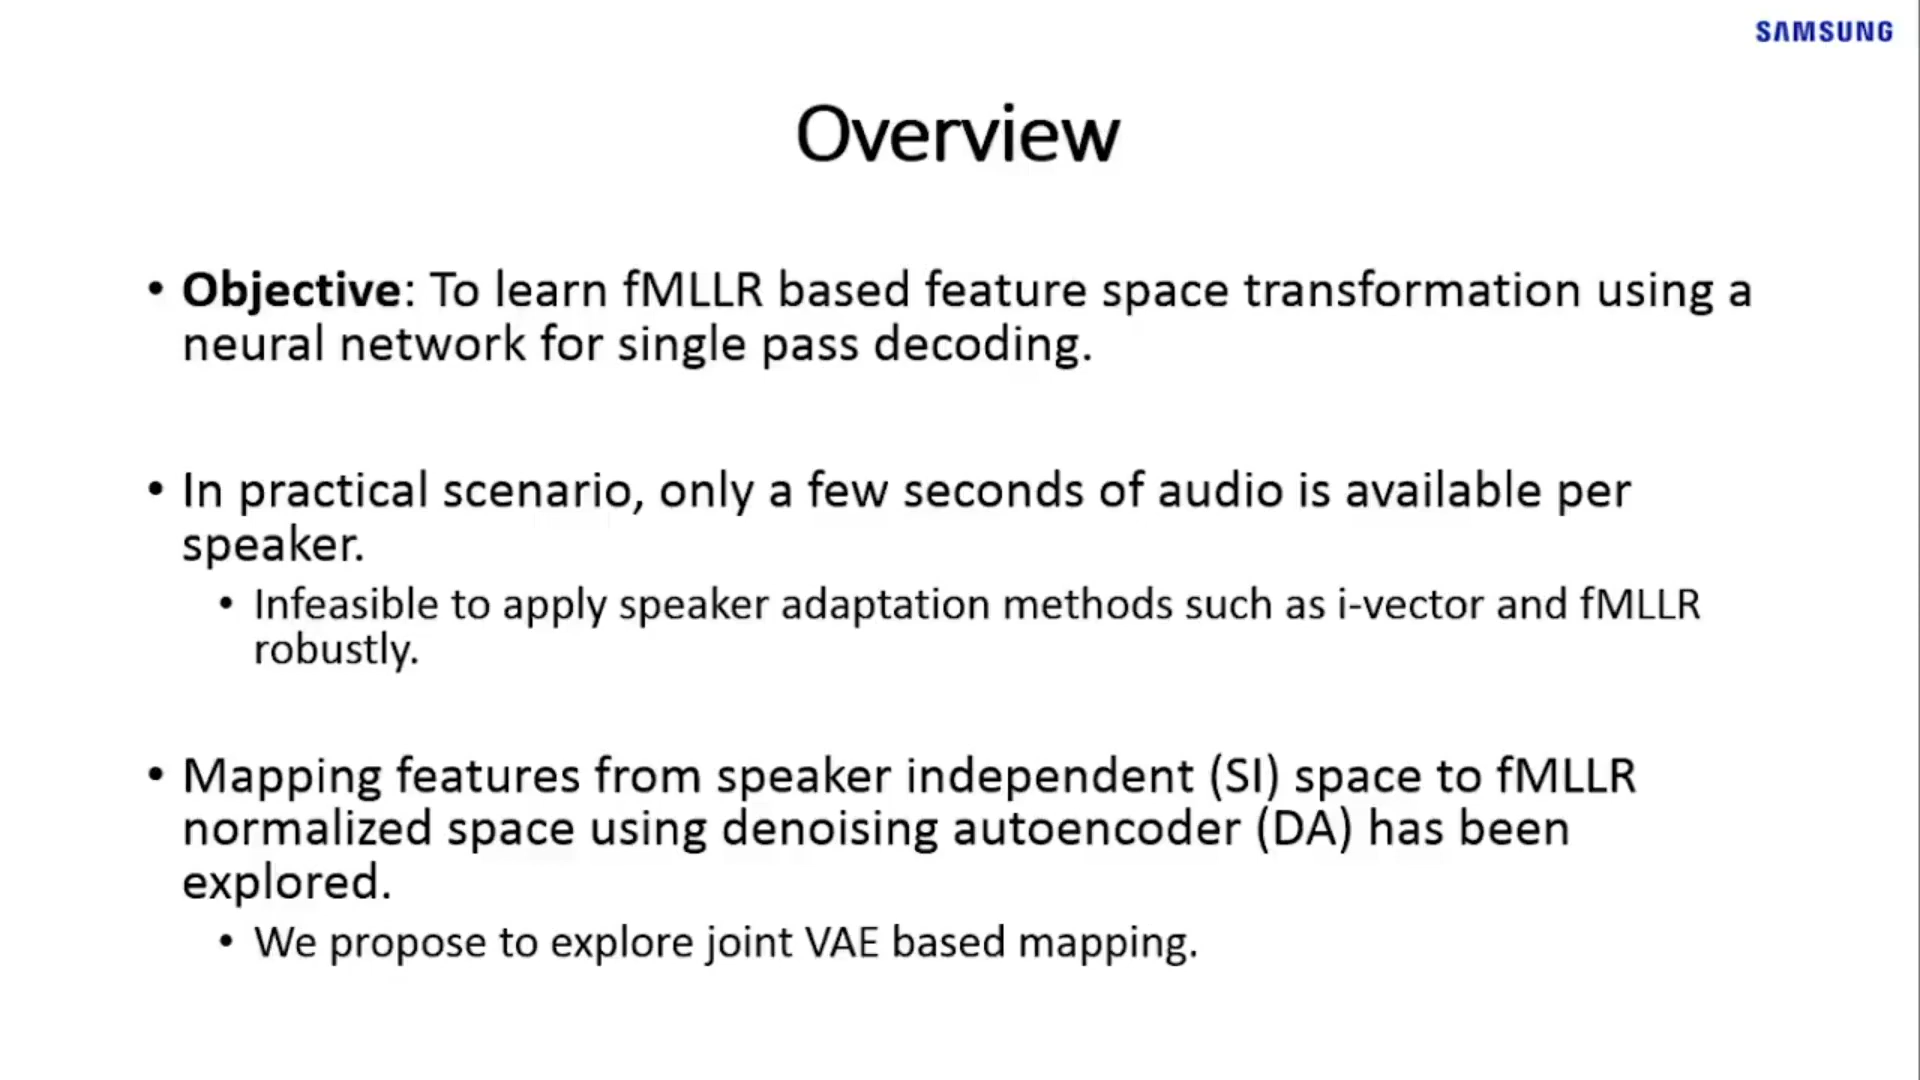 SAMSUNG
Overview
• Objective: To learn fMLLR based feature space transformation using a
neural network for single pass decoding.
• In practical scenario, only a few seconds of audio is available per
speaker.
• Infeasible to apply speaker adaptation methods such as i-vector and fMLLR
robustly.
• Mapping features from speaker independent (SI) space to fMLLR
normalized space using denoising autoencoder (DA) has been
explored.
• We propose to explore joint VAE based mapping.